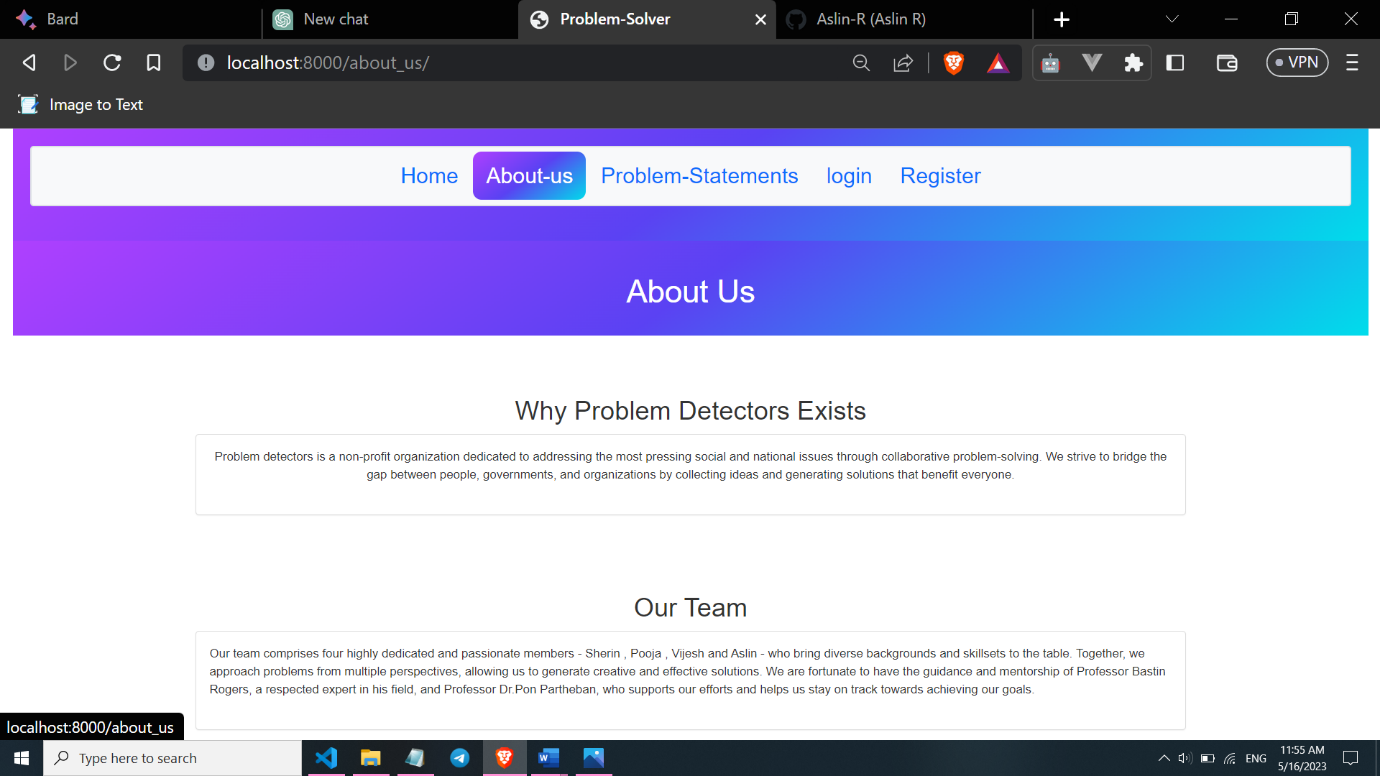 Bard
New chat
Problem-Solver
Aslin-R (Aslin R)
localhost:8000/about_us/
VPN
Image to Text
Home
About-us
Problem-Statements
login
Register
About Us
Why Problem Detectors Exists
Problem detectors is a non-profit organization dedicated to addressing the most pressing social and national issues through collaborative problem-solving. We strive to bridge the
gap between people, governments, and organizations by collecting ideas and generating solutions that benefit everyone.
Our Team
Our team comprises four highly dedicated and passionate members - Sherin , Pooja , Vijesh and Aslin - who bring diverse backgrounds and skillsets to the table. Together, we
approach problems from multiple perspectives, allowing us to generate creative and effective solutions. We are fortunate to have the guidance and mentorship of Professor Bastin
Rogers, a respected expert in his field, and Professor Dr.Pon Partheban, who supports our efforts and helps us stay on track towards achieving our goals.
localhost:8000/about_us
Type here to search
ENG
11:55 AM
5/16/2023